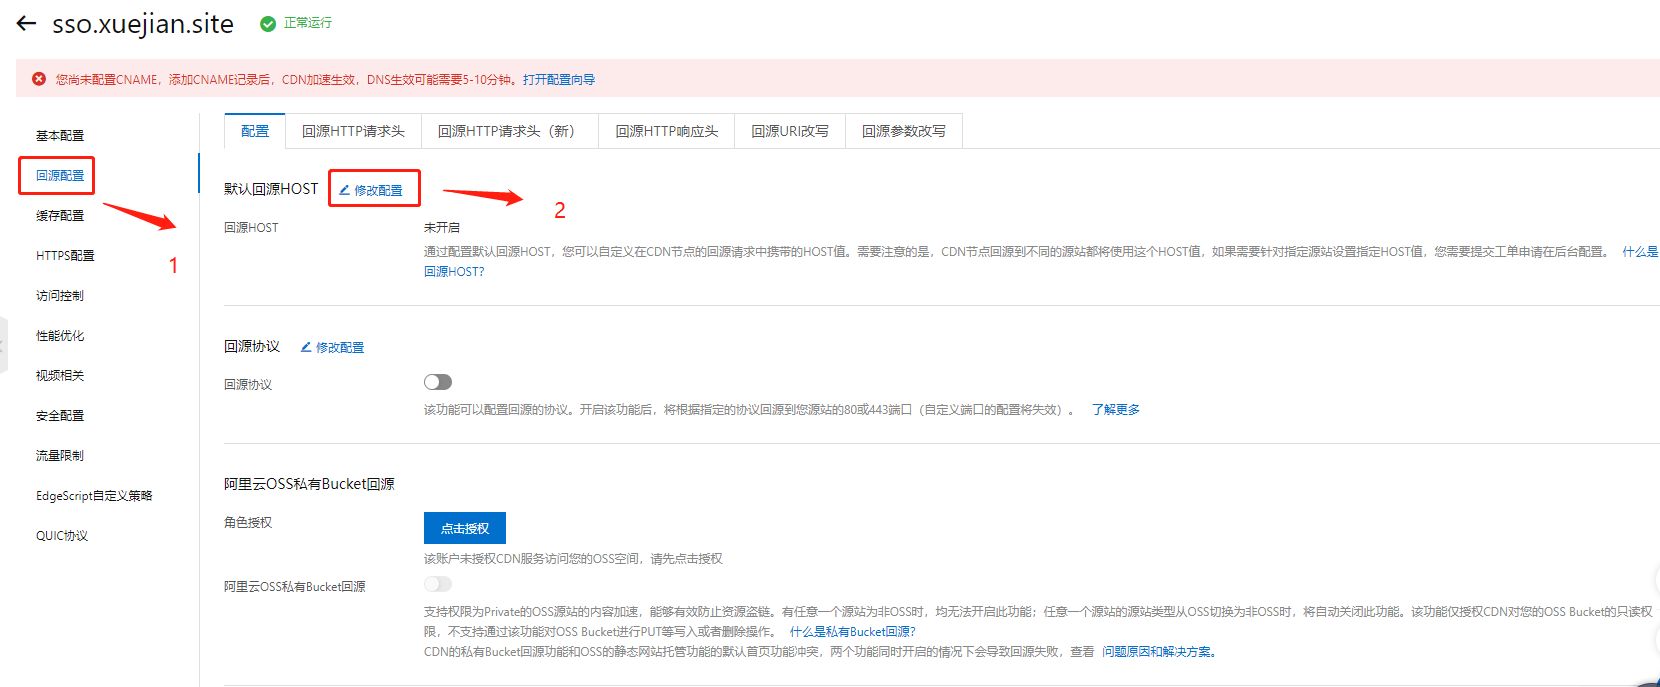 sso.xuejian.site 正常运行
您尚未配置CNAME，添加CNAME记录后，CDN加速生效，DNS生效可能需要5-10分钟。打开配置向导
基本配置
回源配置
缓存配置
HTTPS配置
访问控制
性能优化
视频相关
安全配置
流量限制
EdgeScript自定义策略
QUIC协议
1
配置 回源HTTP请求头 回源HTTP请求头（新） 回源HTTP响应头 回源URI改写 回源参数改写
默认回源HOST 修改配置
2
回源HOST 未开启
通过配置默认回源HOST，您可以自定义在CDN节点的回源请求中携带的HOST值。需要注意的是，CDN节点回源到不同的源站都将使用这个HOST值，如果需要针对指定源站设置指定HOST值，您需要提交工单申请在后台配置。 什么是
回源HOST?
回源协议 修改配置
回源协议
该功能可以配置回源的协议。开启该功能后，将根据指定的协议回源到您源站的80或443端口（自定义端口的配置将失效）。 了解更多
阿里云OSS私有Bucket回源
角色授权 点击授权
该账户未授权CDN服务访问您的OSS空间，请先点击授权
阿里云OSS私有Bucket回源
支持权限为Private的OSS源站的内容加速，能够有效防止资源盗链。有任意一个源站为非OSS时，均无法开启此功能；任意一个源站的源站类型从OSS切换为非OSS时，将自动关闭此功能。该功能仅授权CDN对您的OSS Bucket的只读权
限，不支持通过该功能对OSS Bucket进行PUT等写入或者删除操作。 什么是私有Bucket回源?
CDN的私有Bucket回源功能和OSS的静态网站托管功能的默认首页功能冲突，两个功能同时开启的情况下会导致回源失败，查看 问题原因和解决方案。